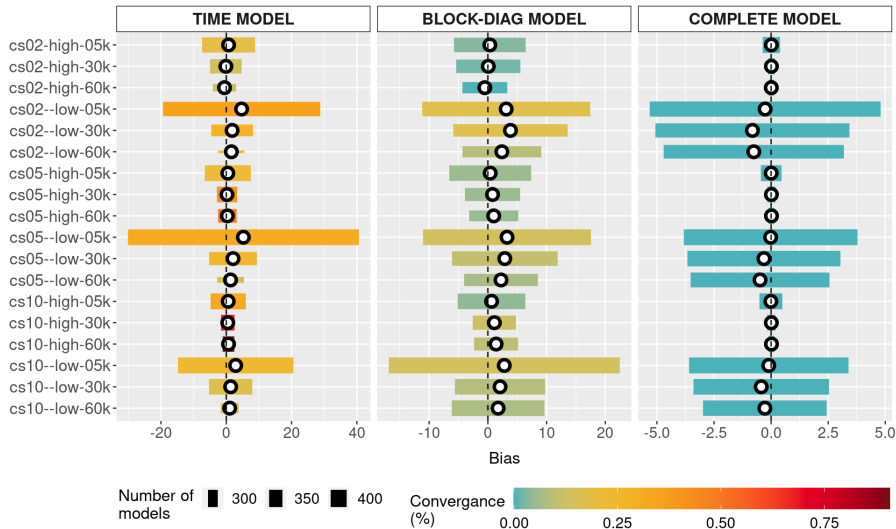 TIME MODEL BLOCK-DIAG MODEL COMPLETE MODEL
cs02-high-05k
cs02-high-30k
cs02-high-60k
cs02--low-05k
cs02--low-30k
cs02--low-60k
cs05-high-05k
cs05-high-30k
cs05-high-60k
cs05--low-05k
cs05--low-30k
cs05--low-60k
cs10-high-05k
cs10-high-30k
cs10-high-60k
cs10--low-05k
cs10--low-30k
cs10--low-60k
-20 0 20 40 -10 0 10 20 -5.0 -2.5 0.0 2.5 5.0
Bias
Number of
models
300 350 400
Convergance
(%)
0.00 0.25 0.50 0.75